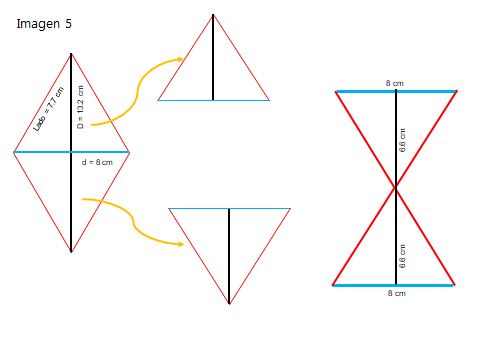 Imagen 5
Lado = 7.7 cm
D = 13.2 cm
d = 8 cm
8 cm
6.6 cm
6.6 cm
8 cm